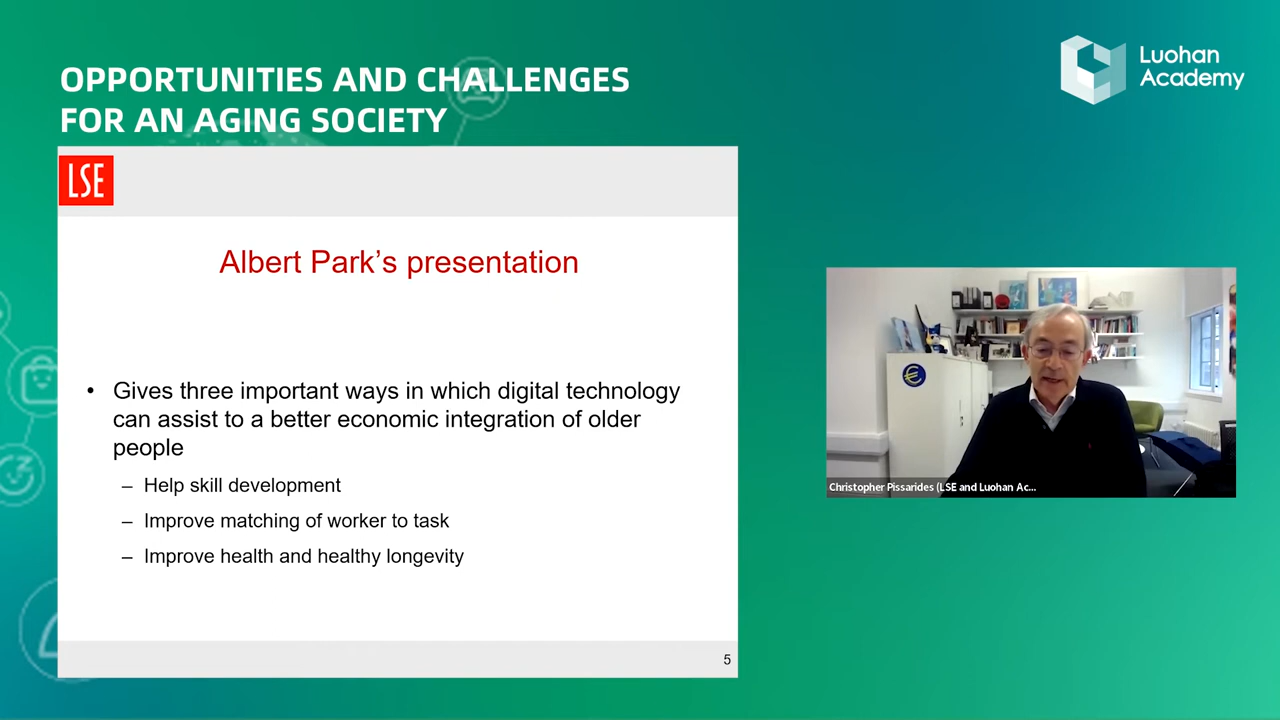 OPPORTUNITIES AND CHALLENGES
FOR AN AGING SOCIETY
Luohan
Academy
LSE
Albert Park’s presentation
• Gives three important ways in which digital technology
can assist to a better economic integration of older
people
– Help skill development
– Improve matching of worker to task
– Improve health and healthy longevity
5
Christopher Pissarides (LSE and Luohan Ac...